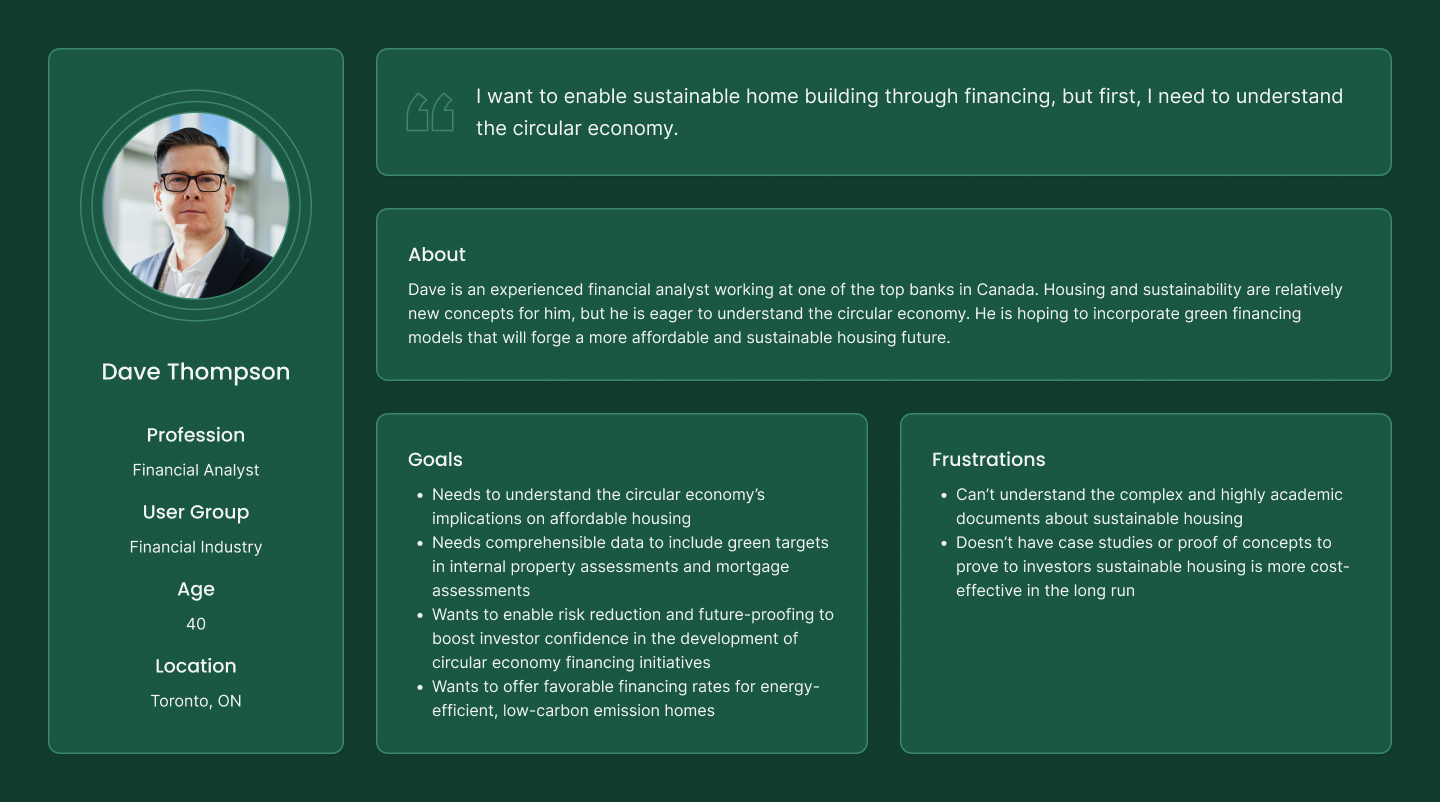 Dave Thompson
Profession
Financial Analyst
User Group
Financial Industry
Age
40
Location
Toronto, ON
I want to enable sustainable home building through financing, but first, I need to understand
the circular economy.
About
Dave is an experienced financial analyst working at one of the top banks in Canada. Housing and sustainability are relatively
new concepts for him, but he is eager to understand the circular economy. He is hoping to incorporate green financing
models that will forge a more affordable and sustainable housing future.
Goals
• Needs to understand the circular economy’s
implications on affordable housing
• Needs comprehensible data to include green targets
in internal property assessments and mortgage
assessments
• Wants to enable risk reduction and future-proofing to
boost investor confidence in the development of
circular economy financing initiatives
• Wants to offer favorable financing rates for energy-
efficient, low-carbon emission homes
Frustrations
• Can’t understand the complex and highly academic
documents about sustainable housing
• Doesn’t have case studies or proof of concepts to
prove to investors sustainable housing is more cost-
effective in the long run